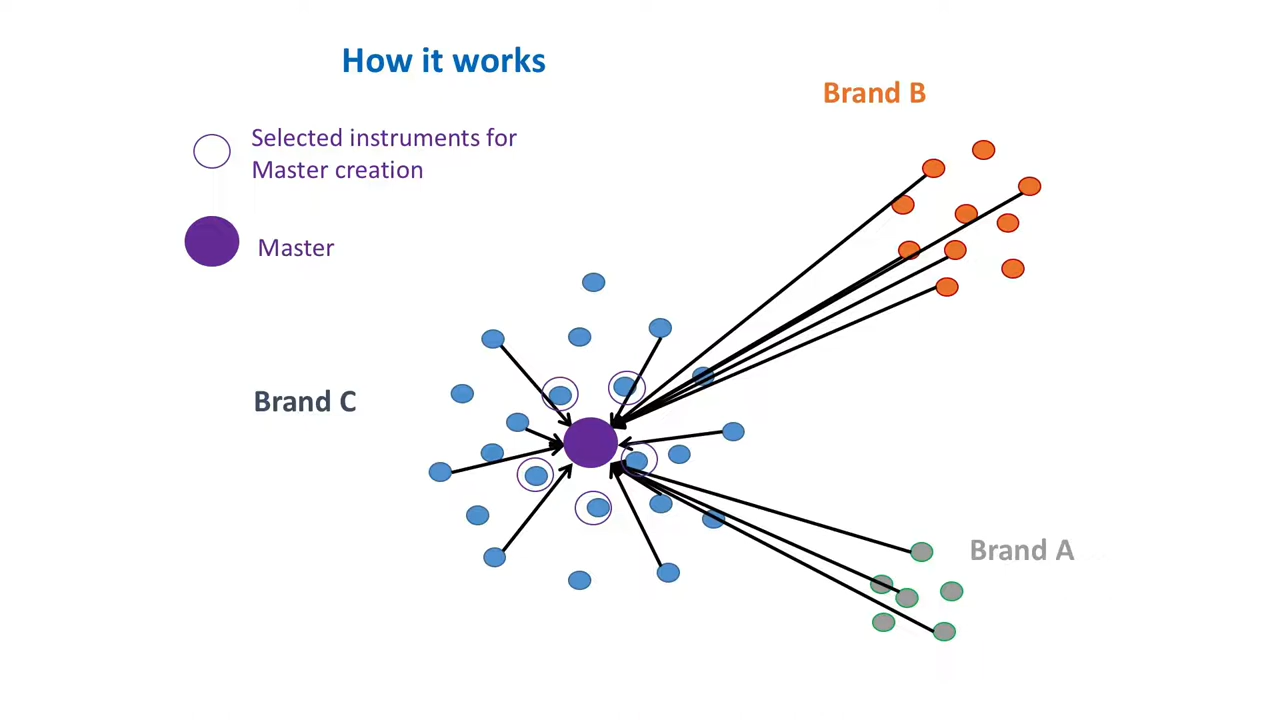 How it works
Brand B
Selected instruments for
Master creation
Master
Brand C
Brand A